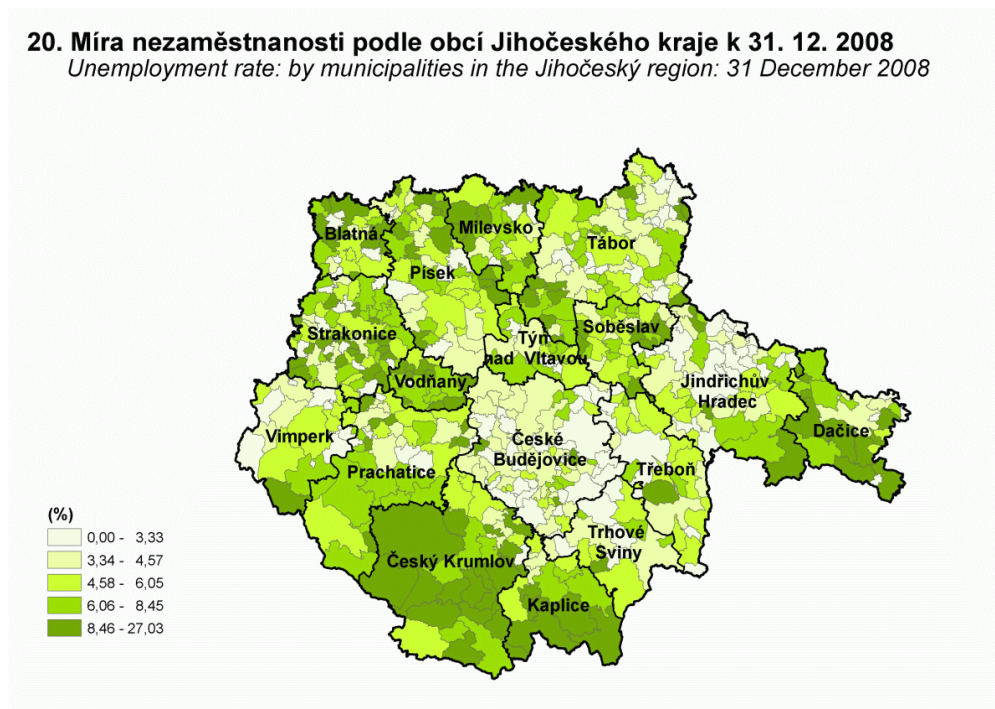 20. Míra nezaměstnanosti podle obcí Jihočeského kraje k 31. 12. 2008
Unemployment rate: by municipalities in the Jihočeský region: 31 December 2008
Blatná
Milevsko
Tábor
Písek
Strakonice
Týn
nad Vltavou
Soběslav
Vodňany
Jindřichův
Hradec
Dačice
Vimperk
Prachatice
České
Budějovice
Třeboň
Trhové
Sviny
Český Krumlov
Kaplice
(%)
0,00 - 3,33
3,34 - 4,57
4,58 - 6,05
6,06 - 8,45
8,46 - 27,03